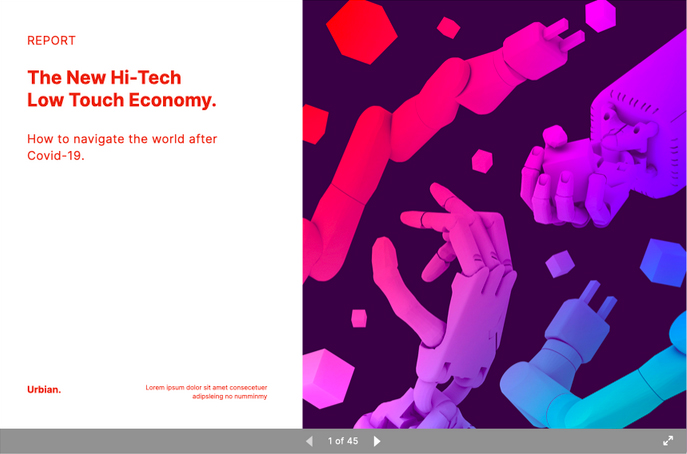 REPORT
The New Hi-Tech
Low Touch Economy.
How to navigate the world after
Covid-19.
Urbian.
Lorem ipsum dolor sit amet consecetuer
adipsleing no numminmy
1 of 45